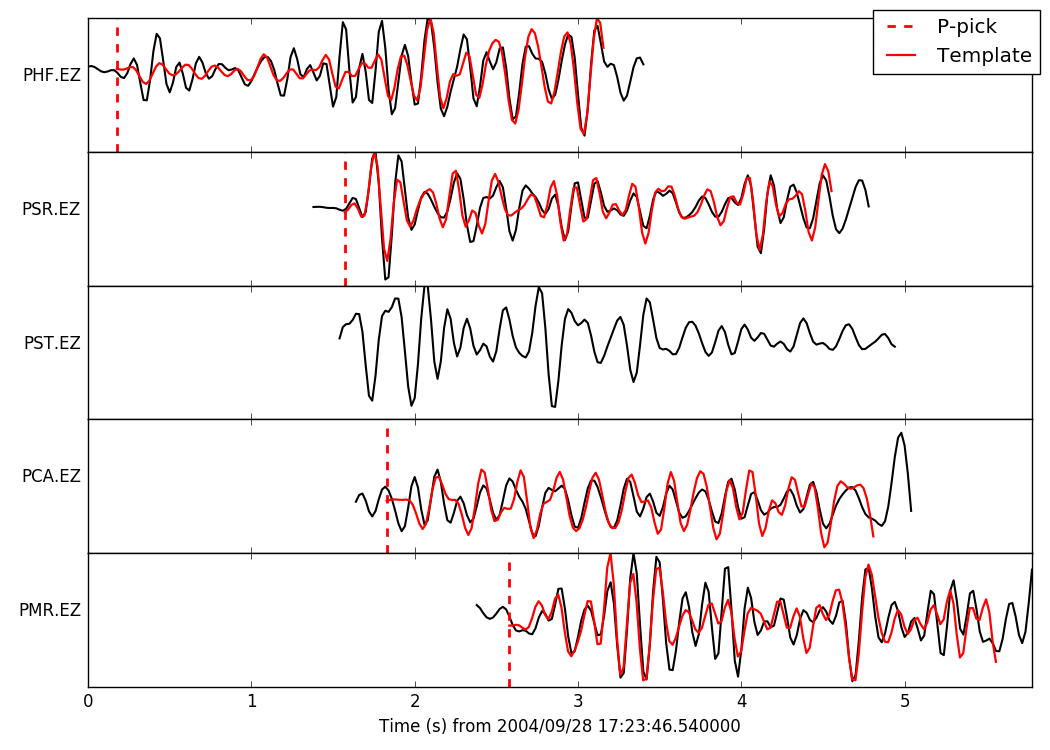 P-pick
Template
PHF.EZ
PSR.EZ
PST.EZ
PCA.EZ
PMR.EZ
0 1 2 3 4 5
Time (s) from 2004/09/28 17:23:46.540000